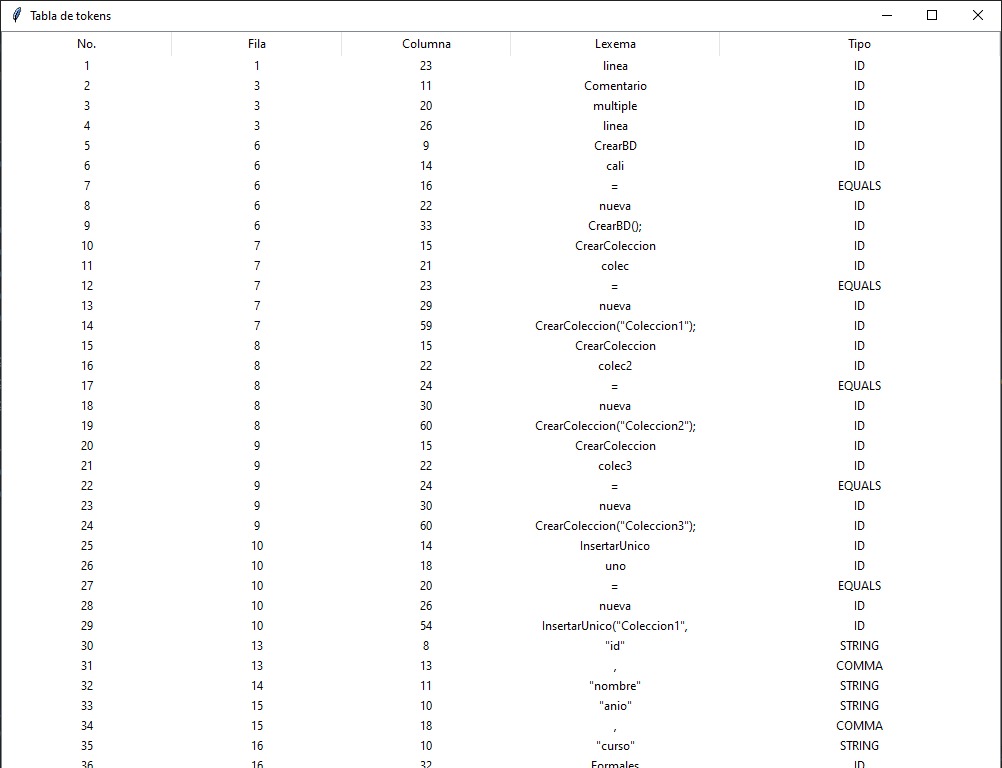 Tabla de tokens
No. Fila Columna Lexema Tipo
1 1 23 linea ID
2 3 11 Comentario ID
3 3 20 multiple ID
4 3 26 linea ID
5 6 9 CrearBD ID
6 6 14 cali ID
7 6 16 = EQUALS
8 6 22 nueva ID
9 6 33 CrearBD(); ID
10 7 15 CrearColeccion ID
11 7 21 colec ID
12 7 23 = EQUALS
13 7 29 nueva ID
14 7 59 CrearColeccion("Coleccion1"); ID
15 8 15 CrearColeccion ID
16 8 22 colec2 ID
17 8 24 = EQUALS
18 8 30 nueva ID
19 8 60 CrearColeccion("Coleccion2"); ID
20 9 15 CrearColeccion ID
21 9 22 colec3 ID
22 9 24 = EQUALS
23 9 30 nueva ID
24 9 60 CrearColeccion("Coleccion3"); ID
25 10 14 InsertarUnico ID
26 10 18 uno ID
27 10 20 = EQUALS
28 10 26 nueva ID
29 10 54 InsertarUnico("Coleccion1", ID
30 13 8 "id" STRING
31 13 13 , COMMA
32 14 11 "nombre" STRING
33 15 10 "anio" STRING
34 15 18 , COMMA
35 16 10 "curso" STRING
36 16 32 Formales ID